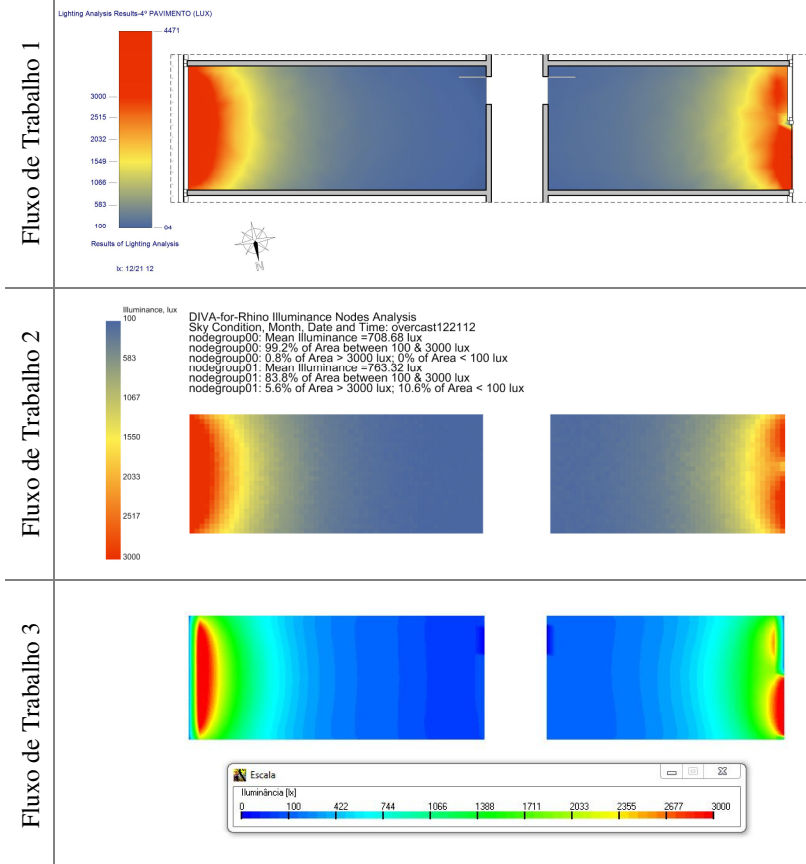 Fluxo de Trabalho 1
Lighting Analysis Results-4º PAVIMENTO (LUX)
4471
3000
2515
2032
1549
1066
583
100
04
Results of Lighting Analysis
lx: 12/21 12
N
Fluxo de Trabalho 2
Illuminance, lux
100
583
1067
1550
2033
2517
3000
DIVA-for-Rhino Illuminance Nodes Analysis
Sky Condition, Month, Date and Time: overcast122112
nodegroup00: Mean Illuminance =708.68 lux
nodegroup00: 99.2% of Area between 100 & 3000 lux
nodegroup00: 0.8% of Area > 3000 lux; 0% of Area < 100 lux
nodegroup01: Mean Illuminance =763.32 lux
nodegroup01: 83.8% of Area between 100 & 3000 lux
nodegroup01: 5.6% of Area > 3000 lux; 10.6% of Area < 100 lux
Fluxo de Trabalho 3
Escala
Iluminância [lx]
0 100 422 744 1066 1388 1711 2033 2355 2677 3000